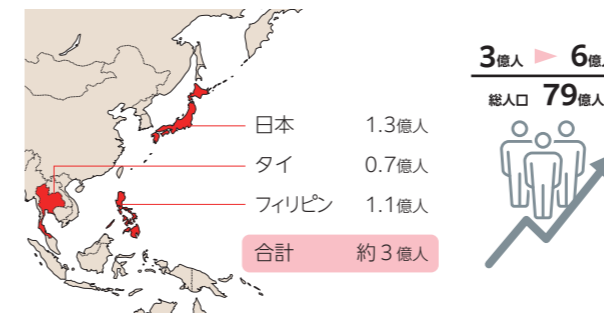 日本 1.3億人
タイ 0.7億人
フィリピン 1.1億人
合計 約3億人
3億人 6億
総人口 79億人